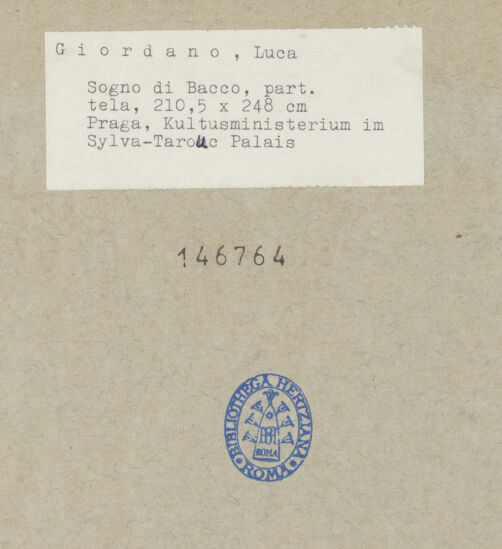 G i o r d a n o , Luca
Sogno di Bacco, part.
tela, 210,5 x 248 cm
Praga, Kultusministerium im
Sylva-Tarouc Palais
146764
BIBLIOTHECA HERTZIANA
ROMA
ROMA